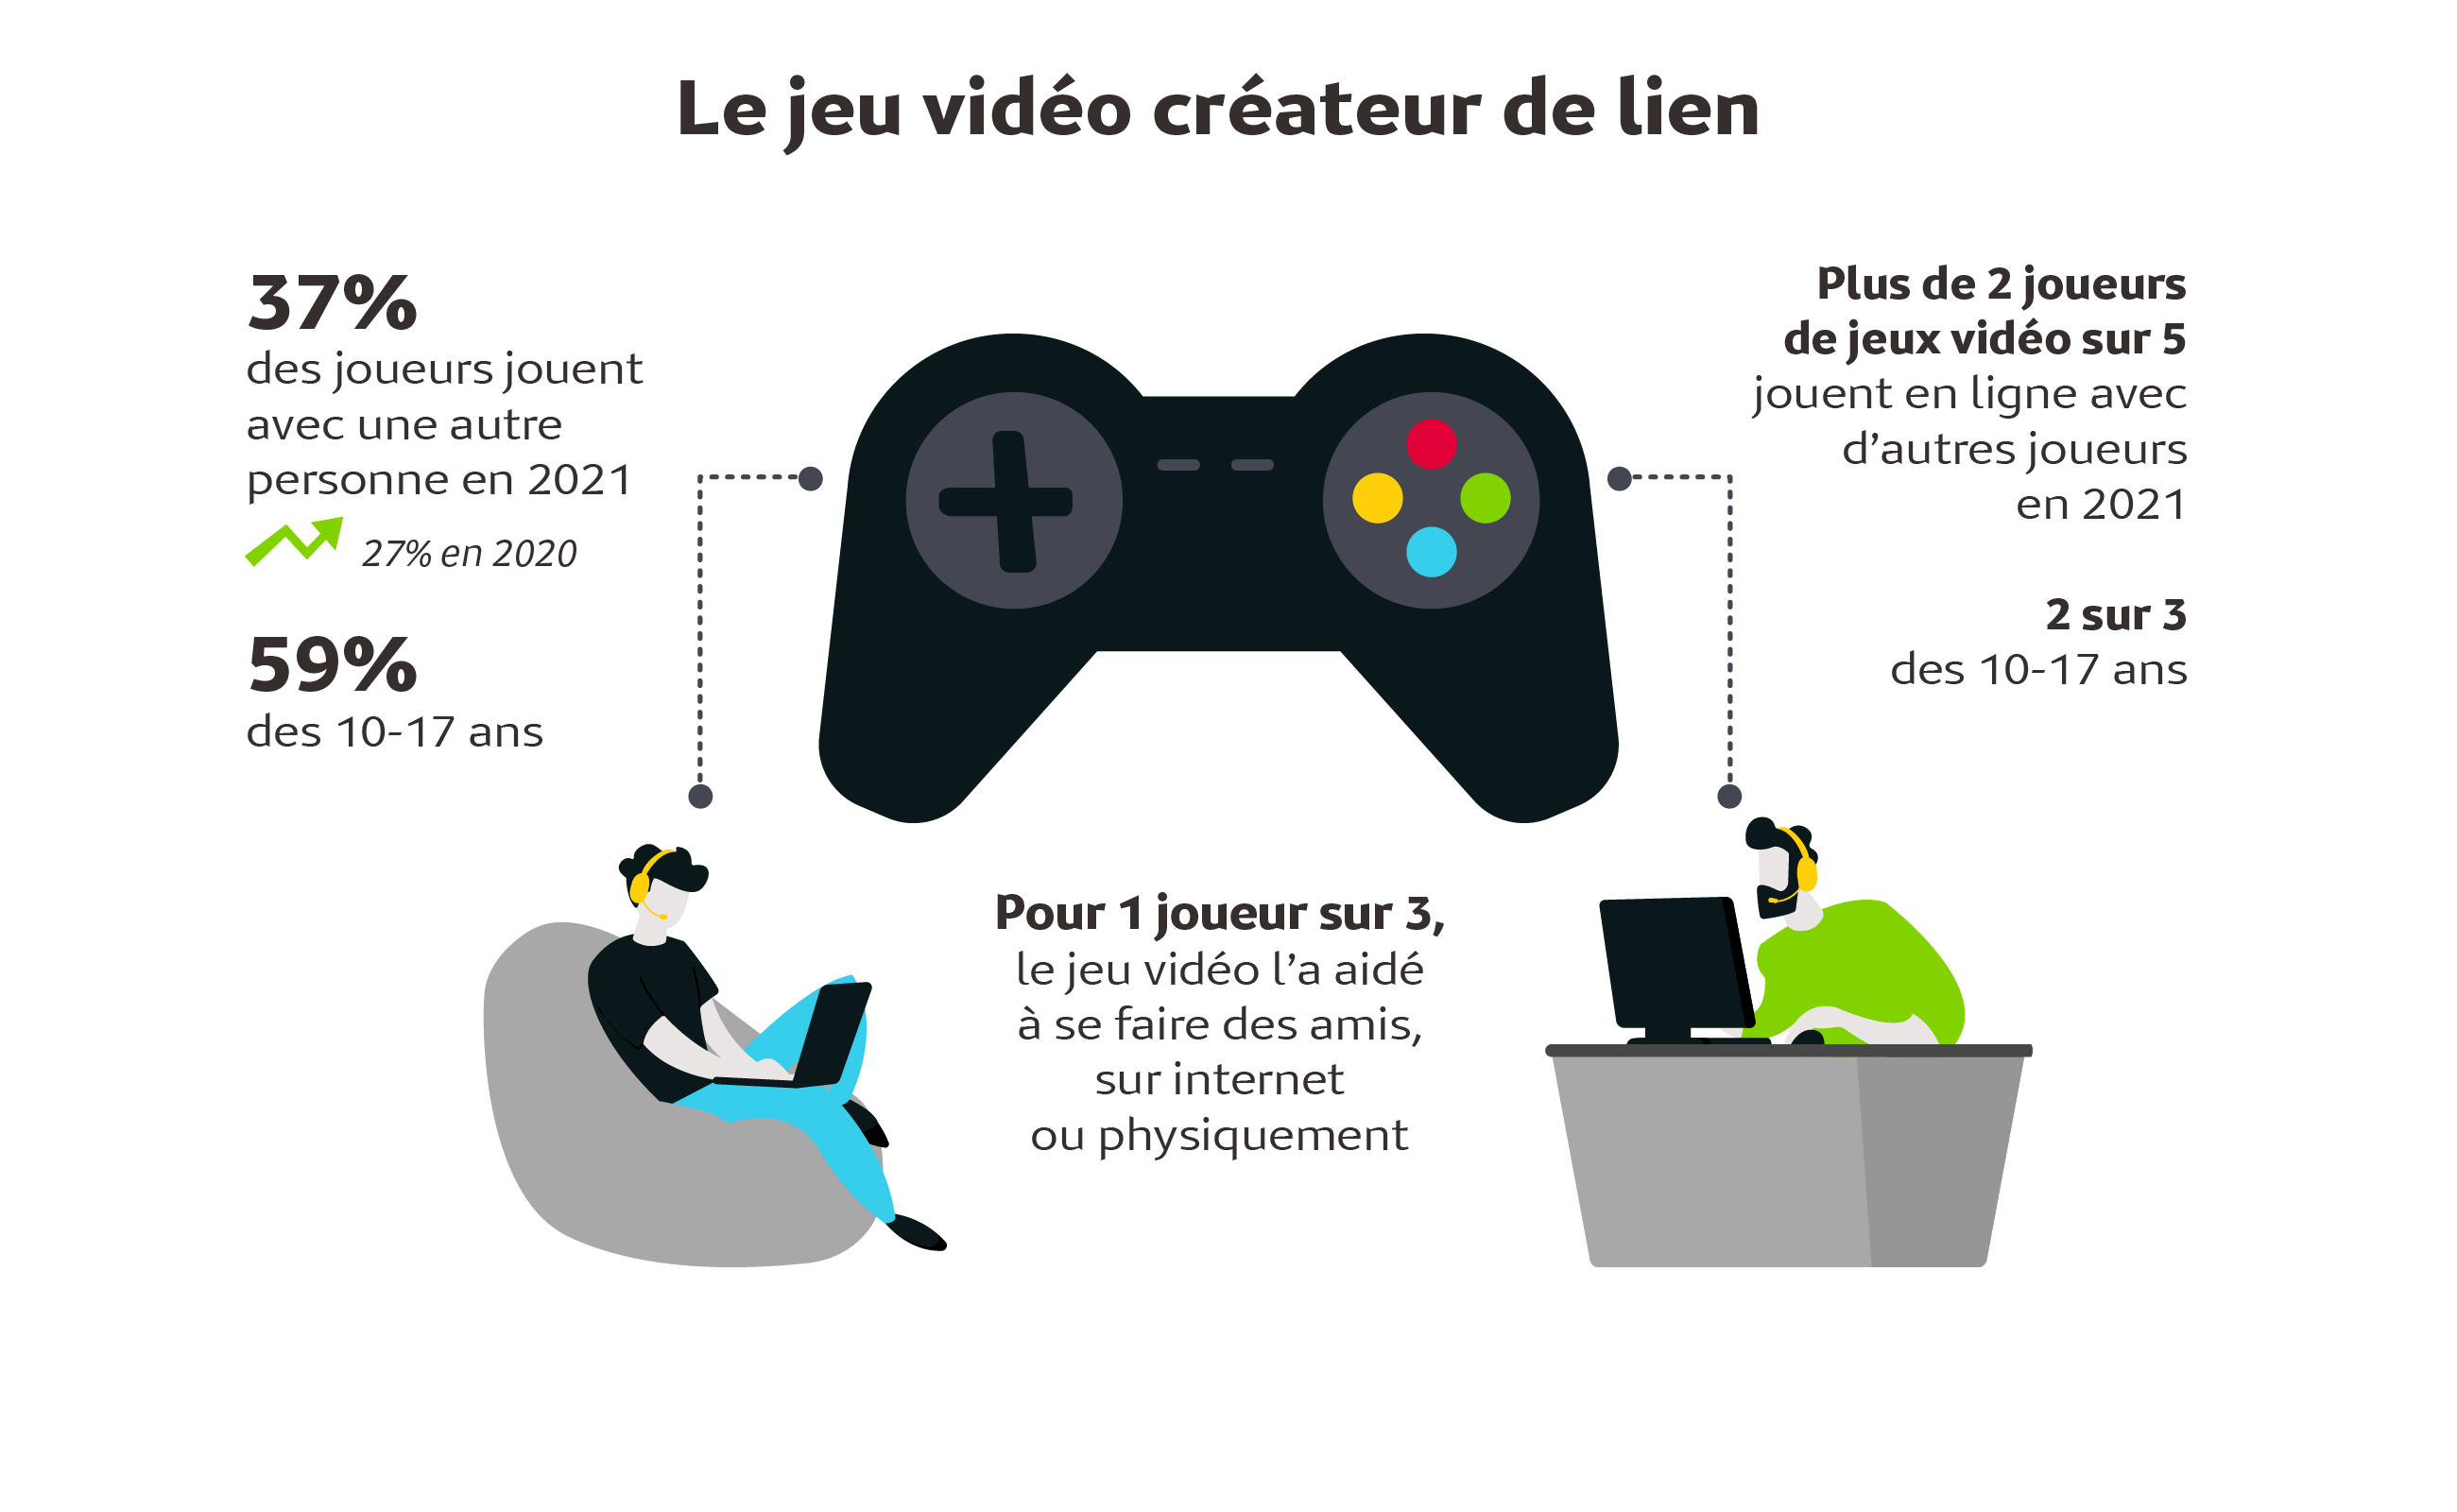 Le jeu vidéo créateur de lien
37%
des joueurs jouent
avec une autre
personne en 2021
27% en 2020
59%
des 10-17 ans
Plus de 2 joueurs
de jeux vidéo sur 5
jouent en ligne avec
d’autres joueurs
en 2021
2 sur 3
des 10-17 ans
Pour 1 joueur sur 3,
le jeu vidéo l’a aidé
à se faire des amis,
sur internet
ou physiquement